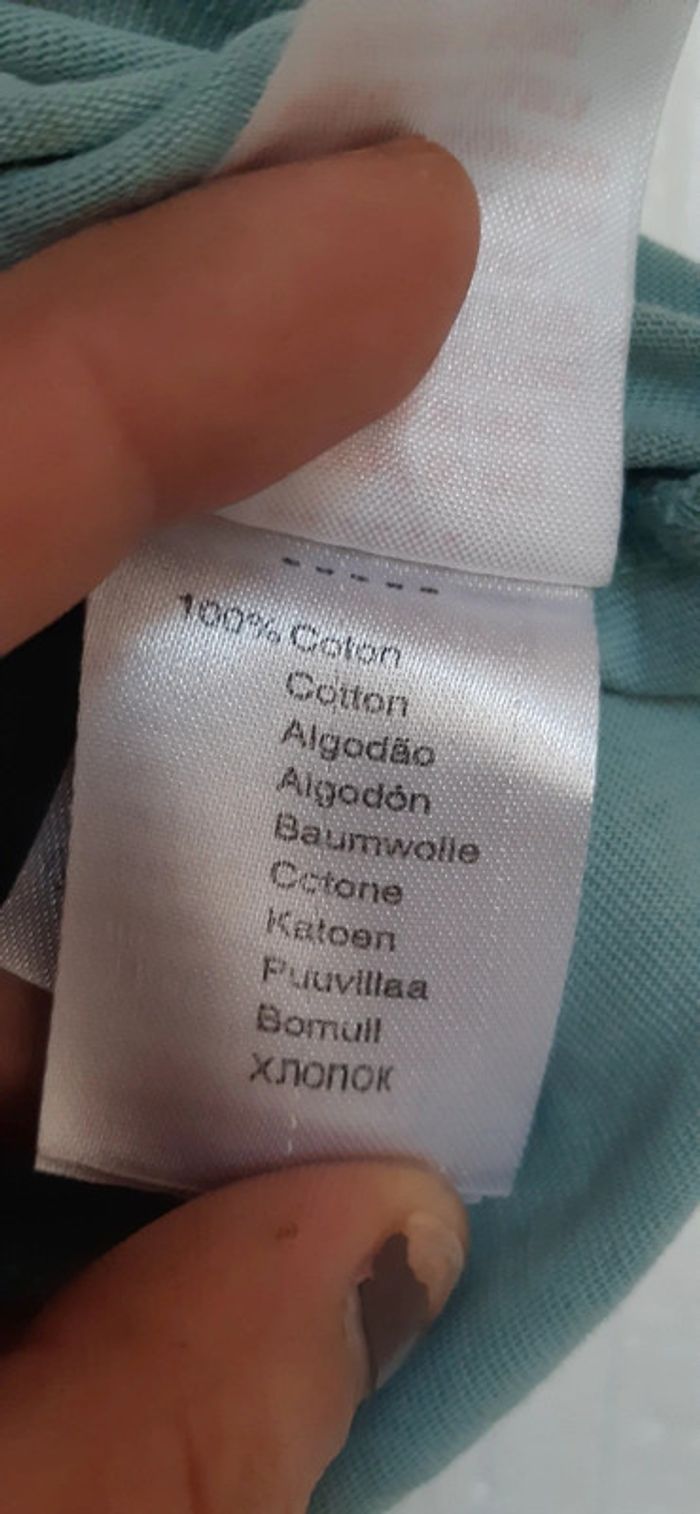 -----
100% Coton
Cotton
Algodão
Algodón
Baumwolle
Cotone
Katoen
Puuvillaa
Bomull
ХЛОПОК